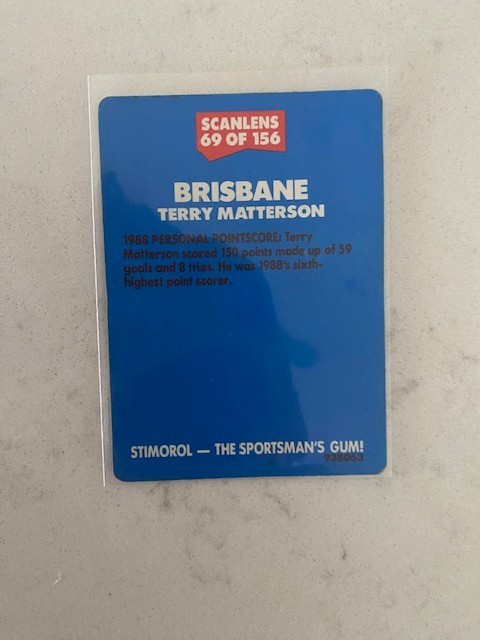 SCANLENS
69 OF 156
BRISBANE
TERRY MATTERSON
1988 PERSONAL POINTSCORE: Terry
Matterson scored 150 points made up of 59
goals and 8 tries. He was 1988's sixth-
highest point scorer.
STIMOROL — THE SPORTSMAN'S GUM!
938063